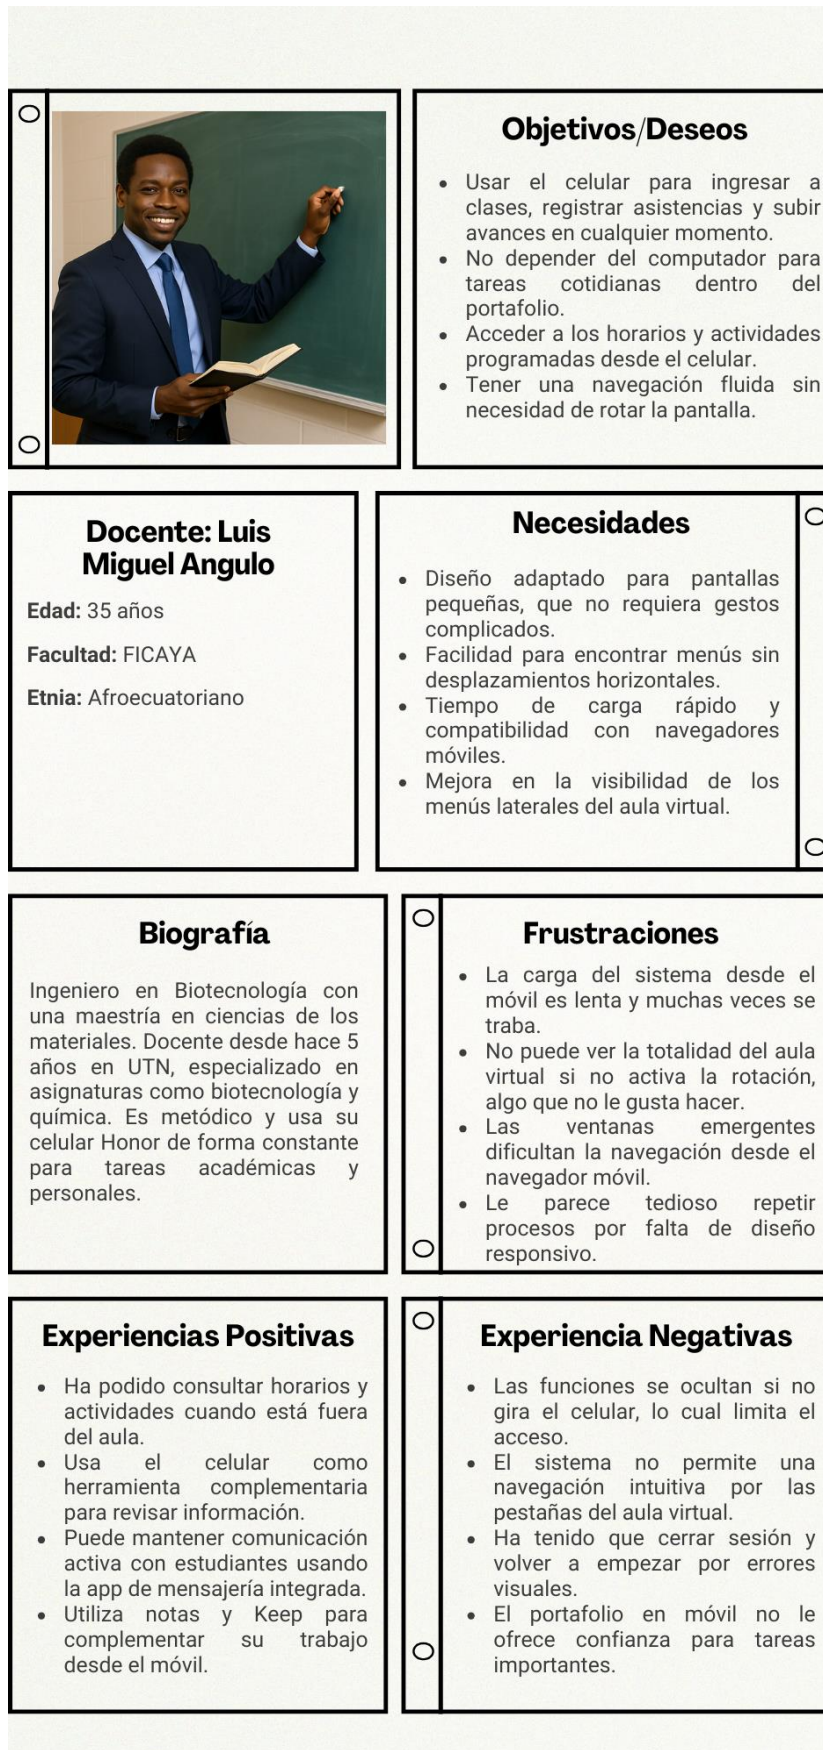 Objetivos/Deseos
• Usar el celular para ingresar a
clases, registrar asistencias y subir
avances en cualquier momento.
• No depender del computador para
tareas cotidianas dentro del
portafolio.
• Acceder a los horarios y actividades
programadas desde el celular.
• Tener una navegación fluida sin
necesidad de rotar la pantalla.
Docente: Luis
Miguel Angulo
Edad: 35 años
Facultad: FICAYA
Etnia: Afroecuatoriano
Necesidades
• Diseño adaptado para pantallas
pequeñas, que no requiera gestos
complicados.
• Facilidad para encontrar menús sin
desplazamientos horizontales.
• Tiempo de carga rápido y
compatibilidad con navegadores
móviles.
• Mejora en la visibilidad de los
menús laterales del aula virtual.
Biografía
Ingeniero en Biotecnología con
una maestría en ciencias de los
materiales. Docente desde hace 5
años en UTN, especializado en
asignaturas como biotecnología y
química. Es metódico y usa su
celular Honor de forma constante
para tareas académicas y
personales.
Frustraciones
• La carga del sistema desde el
móvil es lenta y muchas veces se
traba.
• No puede ver la totalidad del aula
virtual si no activa la rotación,
algo que no le gusta hacer.
• Las ventanas emergentes
dificultan la navegación desde el
navegador móvil.
• Le parece tedioso repetir
procesos por falta de diseño
responsivo.
Experiencias Positivas
• Ha podido consultar horarios y
actividades cuando está fuera
del aula.
• Usa el celular como
herramienta complementaria
para revisar información.
• Puede mantener comunicación
activa con estudiantes usando
la app de mensajería integrada.
• Utiliza notas y Keep para
complementar su trabajo
desde el móvil.
Experiencia Negativas
• Las funciones se ocultan si no
gira el celular, lo cual limita el
acceso.
• El sistema no permite una
navegación intuitiva por las
pestañas del aula virtual.
• Ha tenido que cerrar sesión y
volver a empezar por errores
visuales.
• El portafolio en móvil no le
ofrece confianza para tareas
importantes.